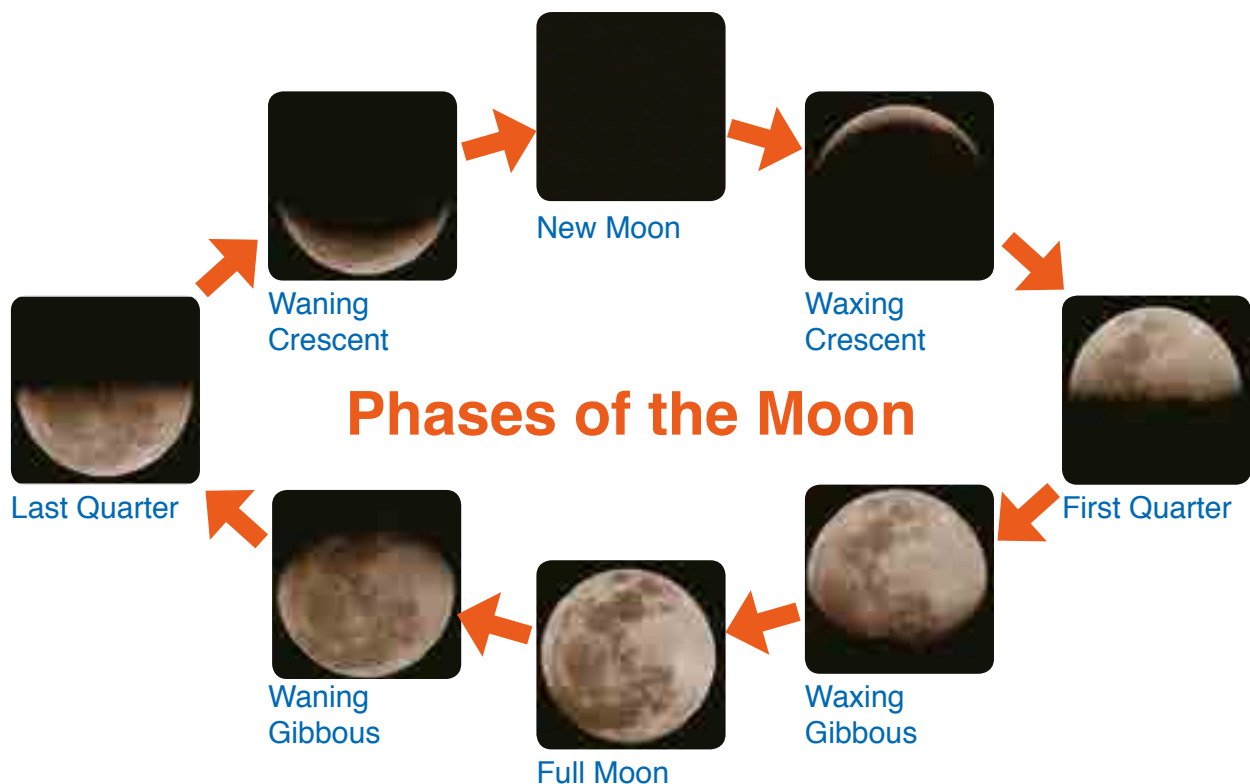 New Moon
Waning
Crescent
Waxing
Crescent
Phases of the Moon
Last Quarter
First Quarter
Waning
Gibbous
Waxing
Gibbous
Full Moon